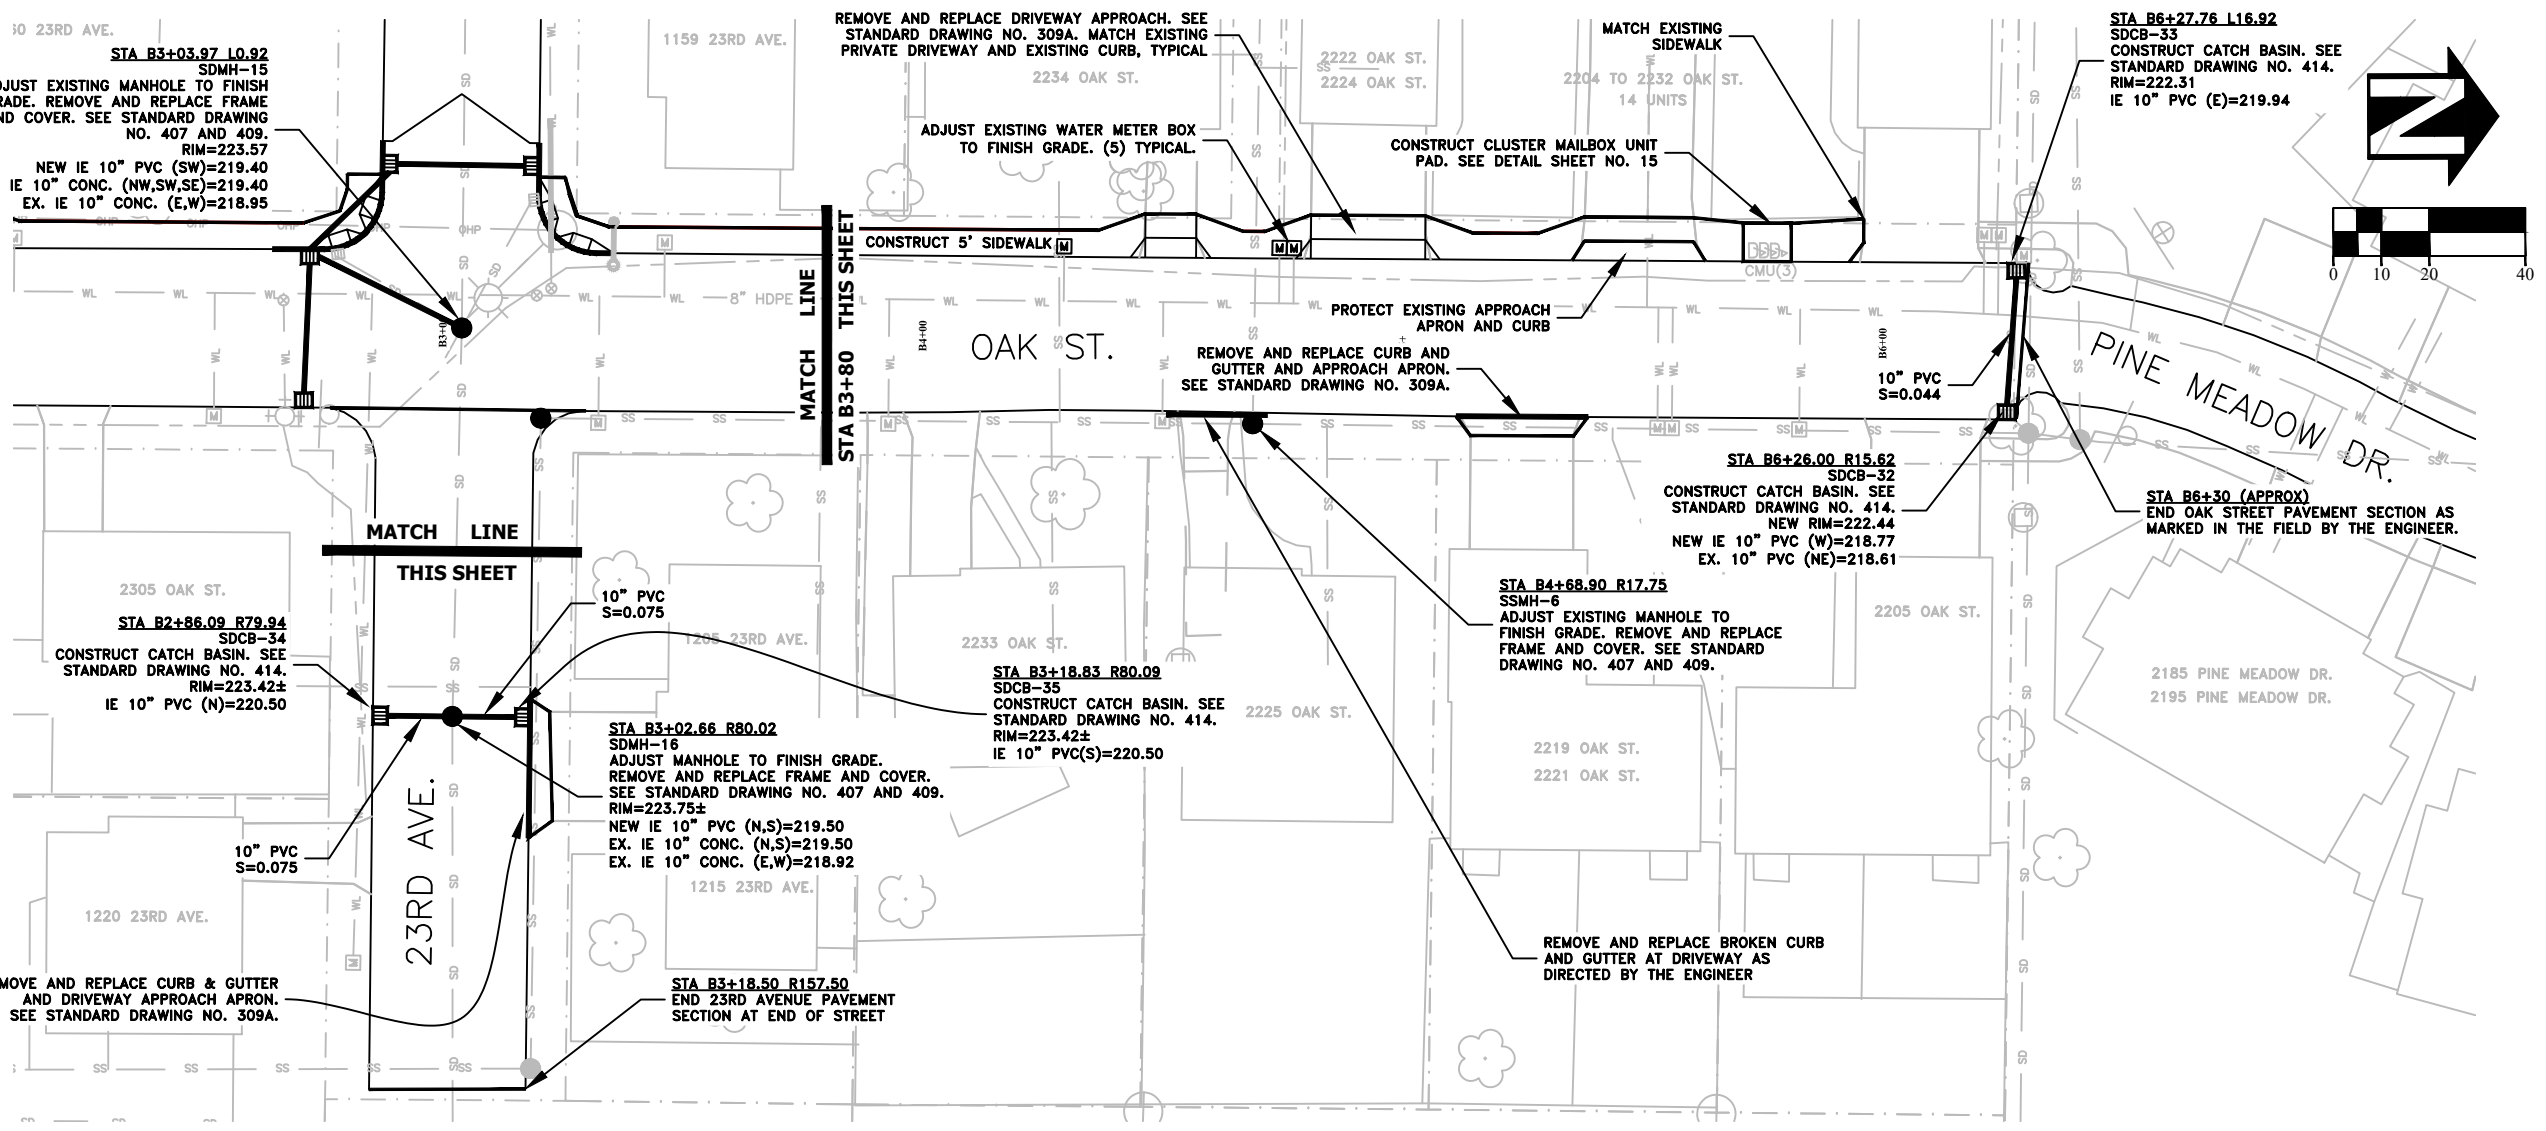 23RD AVE.
STA B3+03.97 L0.92
SDMH-15
EXISTING MANHOLE TO FINISH
REMOVE AND REPLACE FRAME
COVER. SEE STANDARD DRAWING
NO. 407 AND 409.
RIM=223.57
NEW IE 10" PVC (SW)=219.40
IE 10" CONC. (NW,SW,SE)=219.40
EX. IE 10" CONC. (E,W)=218.95
1159 23RD AVE.
REMOVE AND REPLACE DRIVEWAY APPROACH. SEE
STANDARD DRAWING NO. 309A. MATCH EXISTING
PRIVATE DRIVEWAY AND EXISTING CURB, TYPICAL
2234 OAK ST.
2222 OAK ST.
2224 OAK ST.
MATCH EXISTING
SIDEWALK
2204 TO 2232 OAK ST.
14 UNITS
STA B6+27.76 L16.92
SDCB-33
CONSTRUCT CATCH BASIN. SEE
STANDARD DRAWING NO. 414.
RIM=222.31
IE 10" PVC (E)=219.94
N
0 10 20 40
ADJUST EXISTING WATER METER BOX
TO FINISH GRADE. (5) TYPICAL.
CONSTRUCT CLUSTER MAILBOX UNIT
PAD. SEE DETAIL SHEET NO. 15
CONSTRUCT 5' SIDEWALK
CMU(3)
8" HDPE
MATCH LINE
STA B3+80 THIS SHEET
B4+00
OAK ST.
PROTECT EXISTING APPROACH
APRON AND CURB
REMOVE AND REPLACE CURB AND
GUTTER AND APPROACH APRON.
SEE STANDARD DRAWING NO. 309A.
B6+00
10" PVC
S=0.044
PINE MEADOW DR.
STA B6+26.00 R15.62
SDCB-32
CONSTRUCT CATCH BASIN. SEE
STANDARD DRAWING NO. 414.
NEW RIM=222.44
NEW IE 10" PVC (W)=218.77
EX. 10" PVC (NE)=218.61
STA B6+30 (APPROX)
END OAK STREET PAVEMENT SECTION AS
MARKED IN THE FIELD BY THE ENGINEER.
MATCH LINE
THIS SHEET
2305 OAK ST.
STA B2+86.09 R79.94
SDCB-34
CONSTRUCT CATCH BASIN. SEE
STANDARD DRAWING NO. 414.
RIM=223.42±
IE 10" PVC (N)=220.50
10" PVC
S=0.075
1205 23RD AVE.
2233 OAK ST.
STA B3+18.83 R80.09
SDCB-35
CONSTRUCT CATCH BASIN. SEE
STANDARD DRAWING NO. 414.
RIM=223.42±
IE 10" PVC(S)=220.50
STA B4+68.90 R17.75
SSMH-6
ADJUST EXISTING MANHOLE TO
FINISH GRADE. REMOVE AND REPLACE
FRAME AND COVER. SEE STANDARD
DRAWING NO. 407 AND 409.
2205 OAK ST.
2185 PINE MEADOW DR.
2195 PINE MEADOW DR.
2225 OAK ST.
2219 OAK ST.
2221 OAK ST.
STA B3+02.66 R80.02
SDMH-16
ADJUST MANHOLE TO FINISH GRADE.
REMOVE AND REPLACE FRAME AND COVER.
SEE STANDARD DRAWING NO. 407 AND 409.
RIM=223.75±
NEW IE 10" PVC (N,S)=219.50
EX. IE 10" CONC. (N,S)=219.50
EX. IE 10" CONC. (E,W)=218.92
10" PVC
S=0.075
23RD AVE.
1215 23RD AVE.
1220 23RD AVE.
AND REPLACE CURB & GUTTER
AND DRIVEWAY APPROACH APRON.
SEE STANDARD DRAWING NO. 309A.
STA B3+18.50 R157.50
END 23RD AVENUE PAVEMENT
SECTION AT END OF STREET
REMOVE AND REPLACE BROKEN CURB
AND GUTTER AT DRIVEWAY AS
DIRECTED BY THE ENGINEER